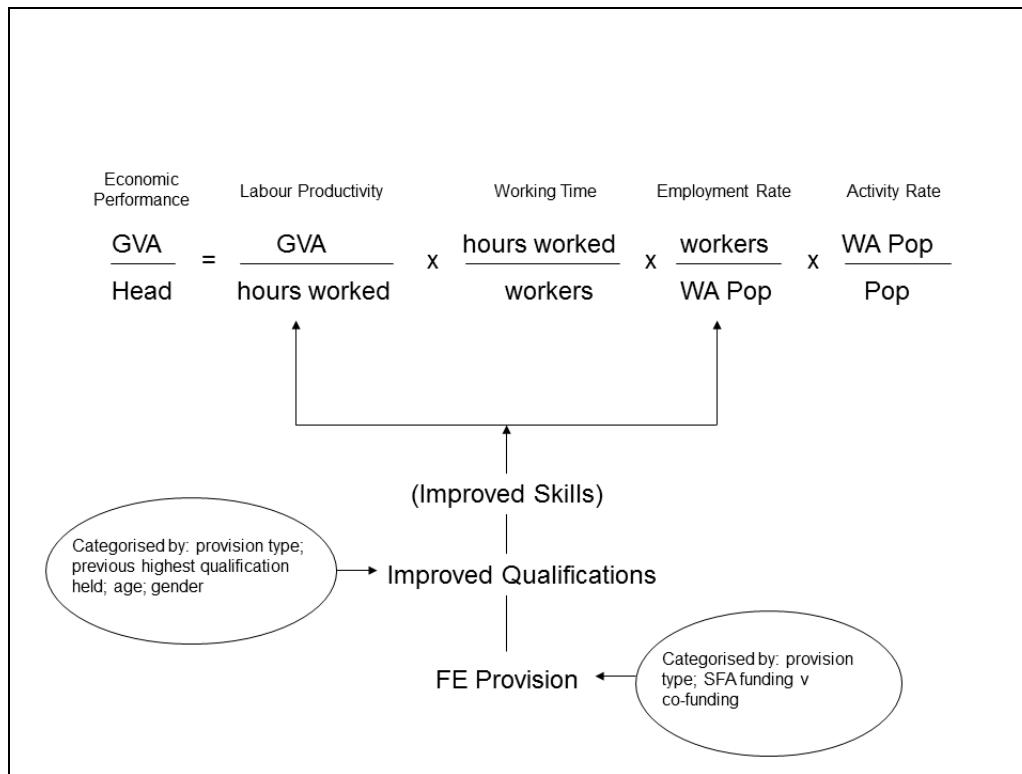 Economic
Performance
Labour Productivity
Working Time
Employment Rate
Activity Rate
GVA
Head
=
GVA
hours worked
x
hours worked
workers
x
workers
WA Pop
x
WA Pop
Pop
(Improved Skills)
Categorised by: provision type;
previous highest qualification
held; age; gender
Improved Qualifications
FE Provision
Categorised by: provision
type; SFA funding v
co-funding